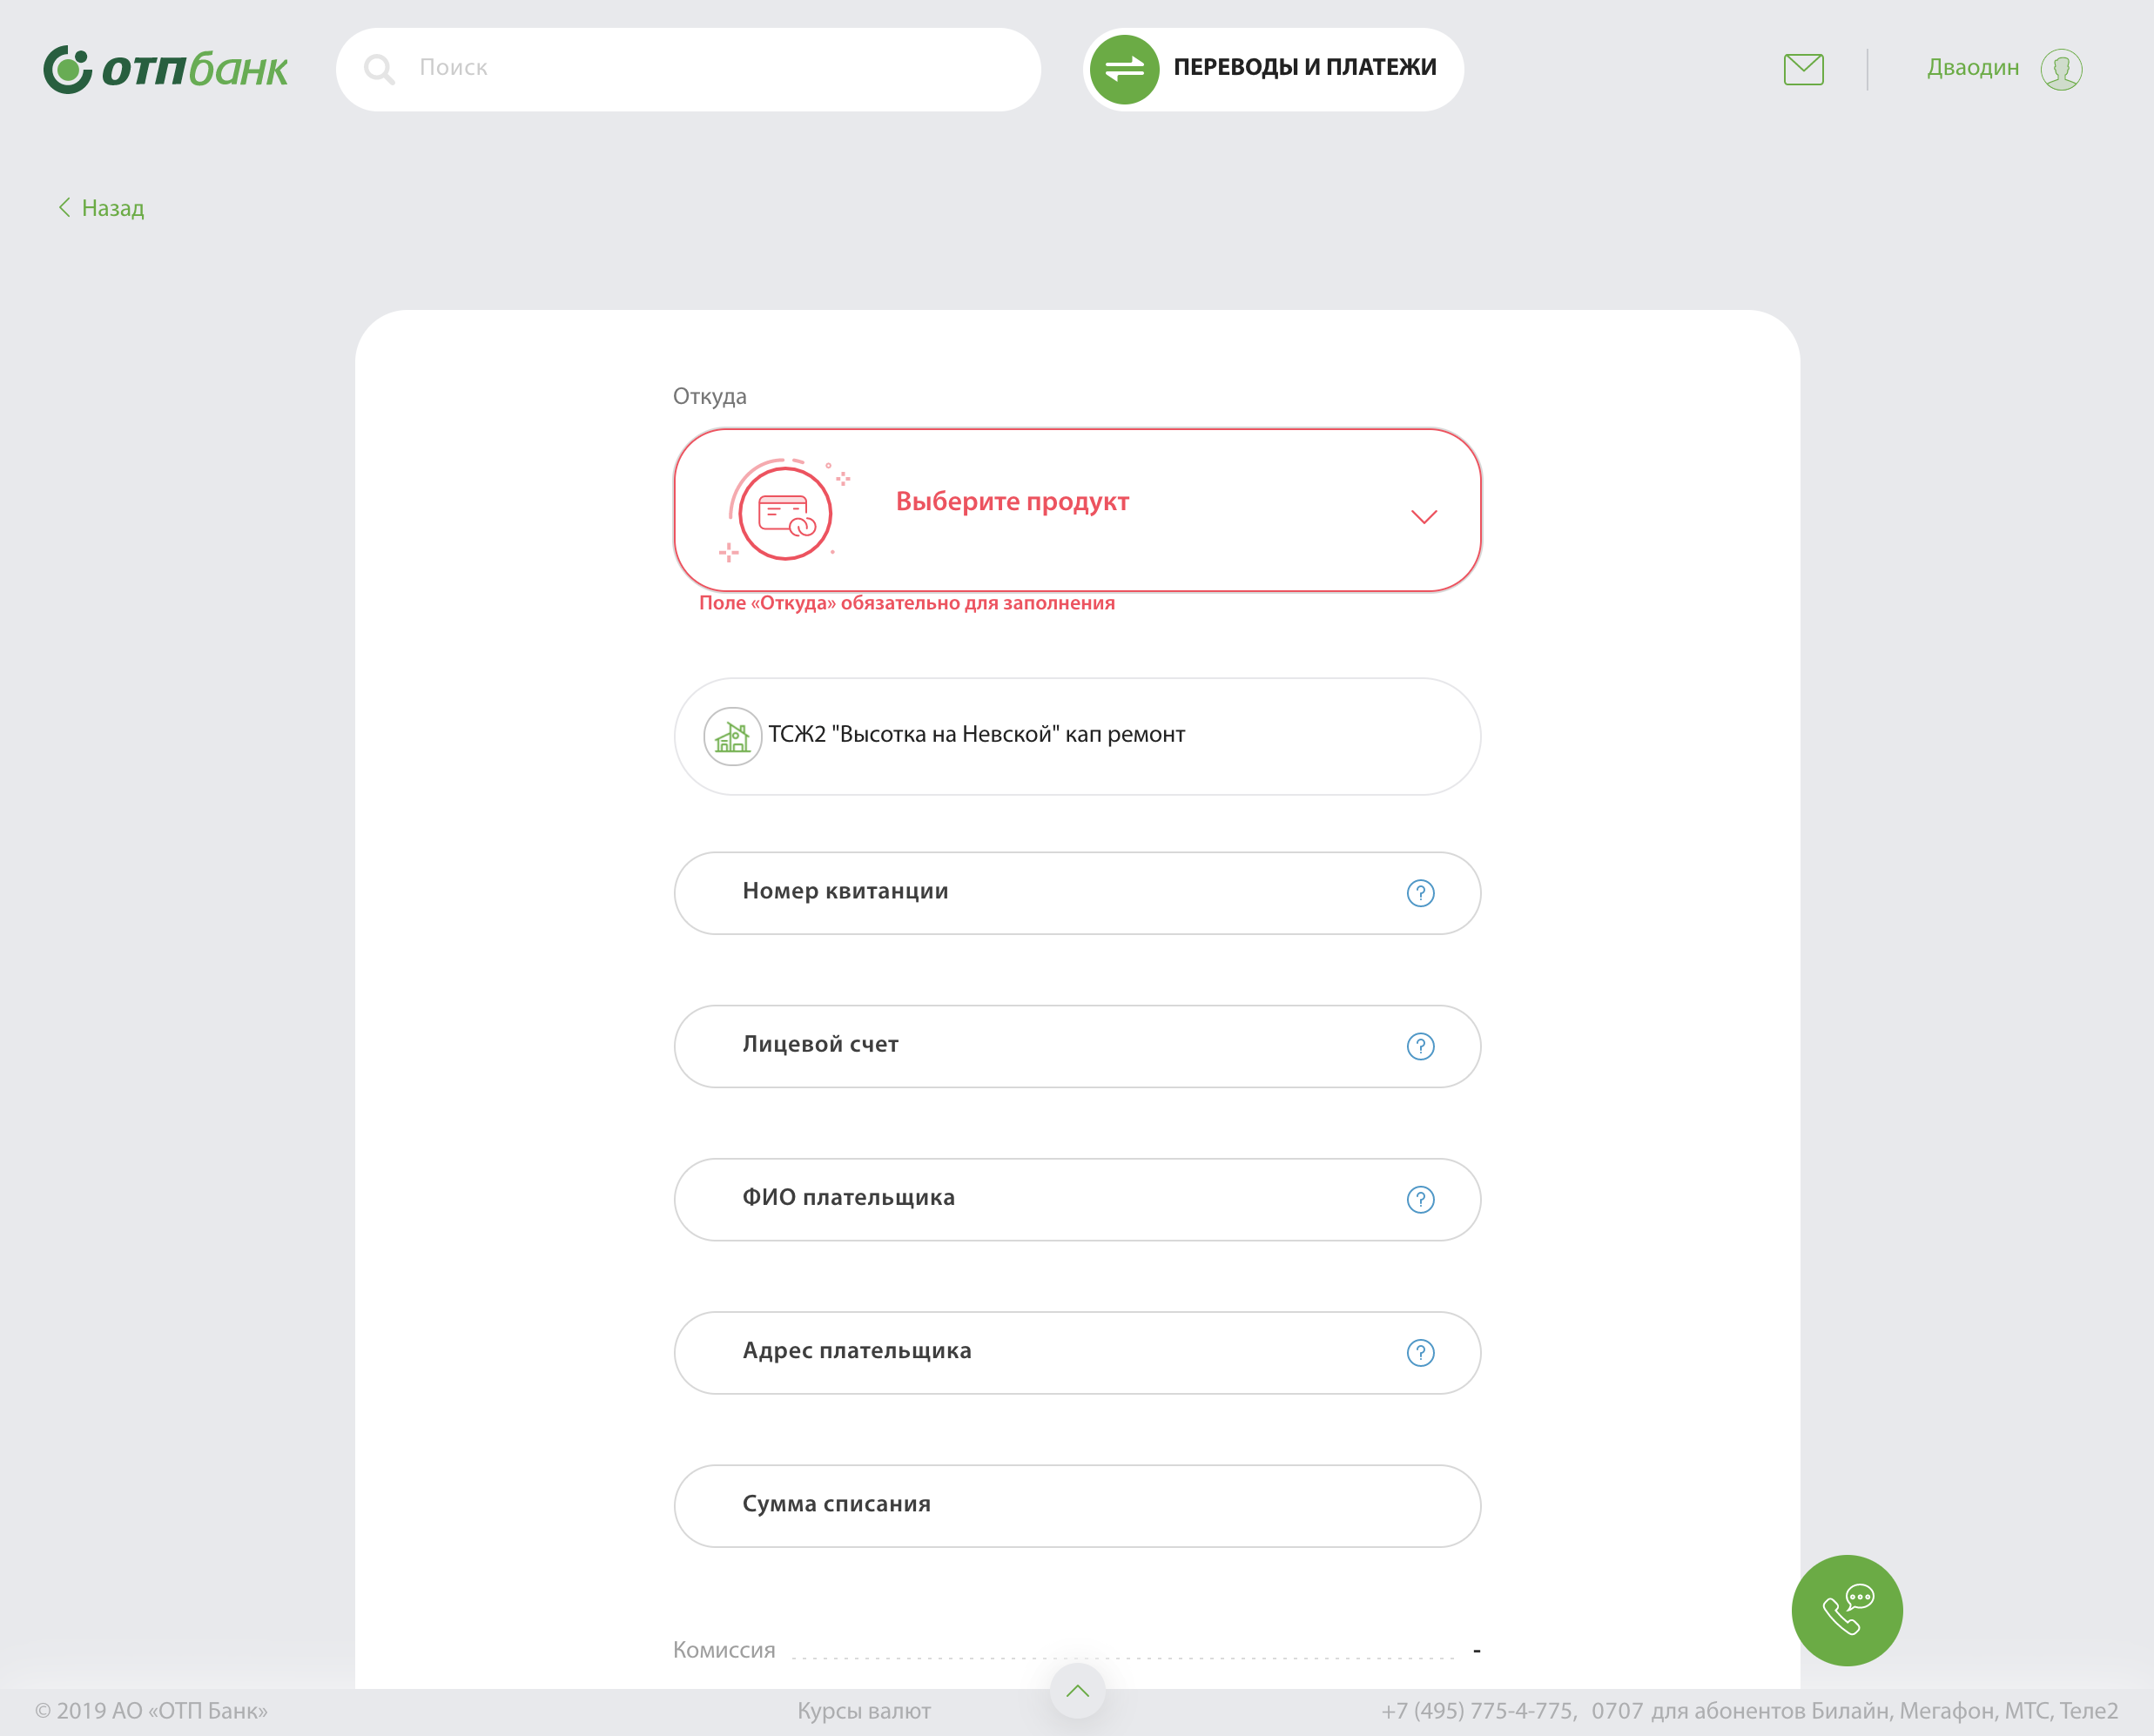 отпбанк
Поиск
ПЕРЕВОДЫ И ПЛАТЕЖИ
Дваодин
Назад
Откуда
Выберите продукт
Поле «Откуда» обязательно для заполнения
ТСЖ2 "Высотка на Невской" кап ремонт
Номер квитанции
?
Лицевой счет
?
ФИО плательщика
?
Адрес плательщика
?
Сумма списания
Комиссия -
© 2019 АО «ОТП Банк»
Курсы валют
+7 (495) 775-4-775, 0707 для абонентов Билайн, Мегафон, МТС, Теле2